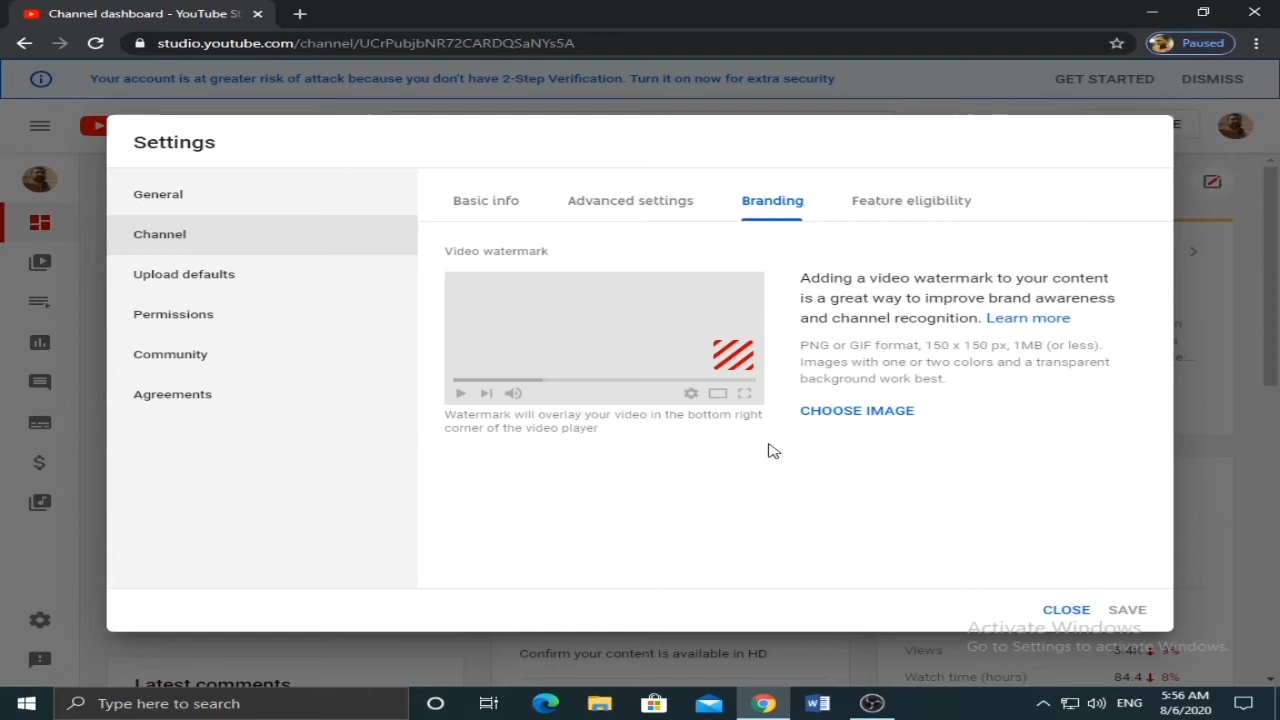 Channel dashboard - YouTube St
studio.youtube.com/channel/UCrPubjbNR72CARDQSaNYs5A
Paused
Your account is at greater risk of attack because you don't have 2-Step Verification. Turn it on now for extra security
GET STARTED
DISMISS
Settings
General
Channel
Upload defaults
Permissions
Community
Agreements
Basic info
Advanced settings
Branding
Feature eligibility
Video watermark
Watermark will overlay your video in the bottom right
corner of the video player
Adding a video watermark to your content
is a great way to improve brand awareness
and channel recognition. Learn more
PNG or GIF format, 150 x 150 px, 1MB (or less).
Images with one or two colors and a transparent
background work best.
CHOOSE IMAGE
CLOSE
SAVE
Activate Windows
Go to Settings to activate Windows.
Latest comments
Confirm your content is available in HD
Views
Watch time (hours)
84.4
8%
Type here to search
ENG
5:56 AM
8/6/2020